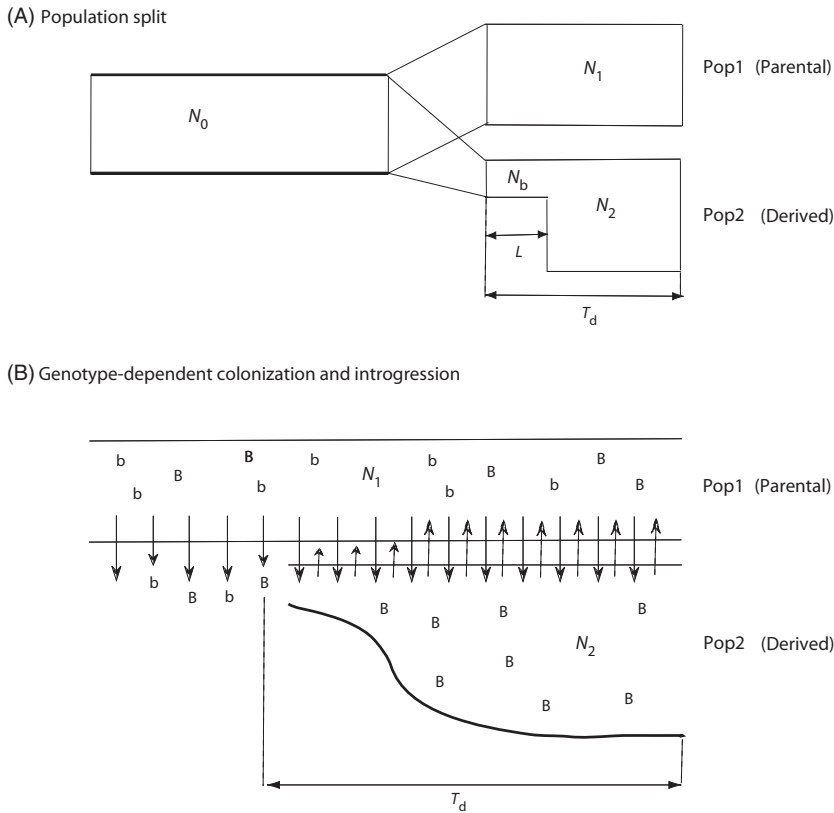 (A) Population split
N0
N1
Pop1 (Parental)
Nb
N2
Pop2 (Derived)
L
Td
(B) Genotype-dependent colonization and introgression
b B B b b B
b b N1 b b B
Pop1 (Parental)
b B b B
B B B B
N2
Pop2 (Derived)
B
B B B
Td